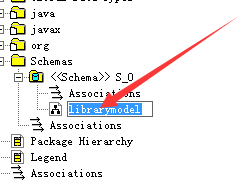 java
javax
org
Schemas
<<Schema>> S_0
Associations
librarymodel
Associations
Package Hierarchy
Legend
Associations